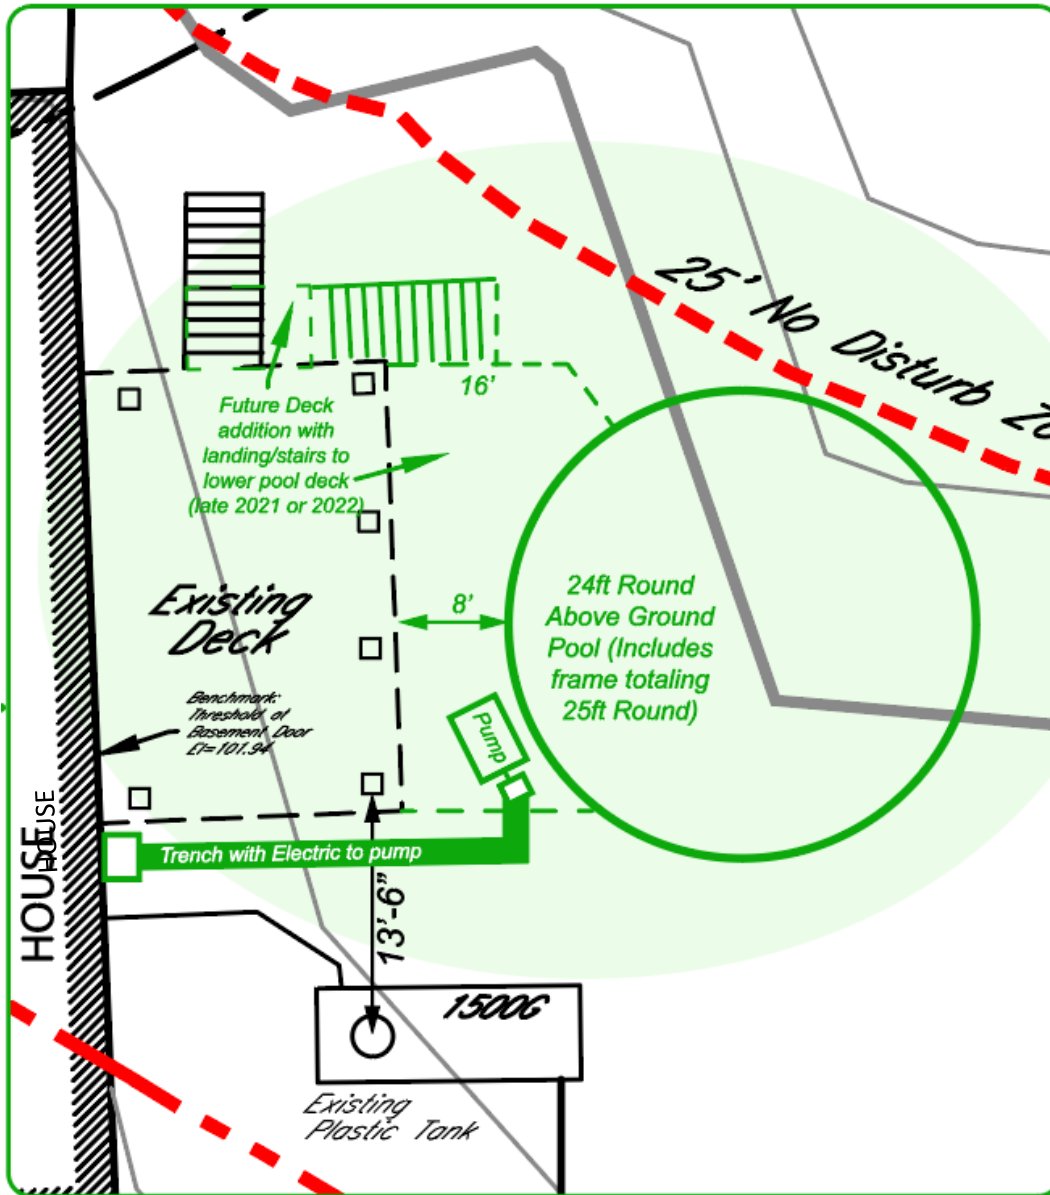 25' No Disturb
16'
Future Deck
addition with
landing/stairs to
lower pool deck
(late 2021 or 2022)
Existing
Deck
8'
24ft Round
Above Ground
Pool (Includes
frame totaling
25ft Round)
Benchmark:
Threshold of
Basement Door
El=101.94
Pump
HOUSE
HOUSE
Trench with Electric to pump
13'-6"
1500G
Existing
Plastic Tank